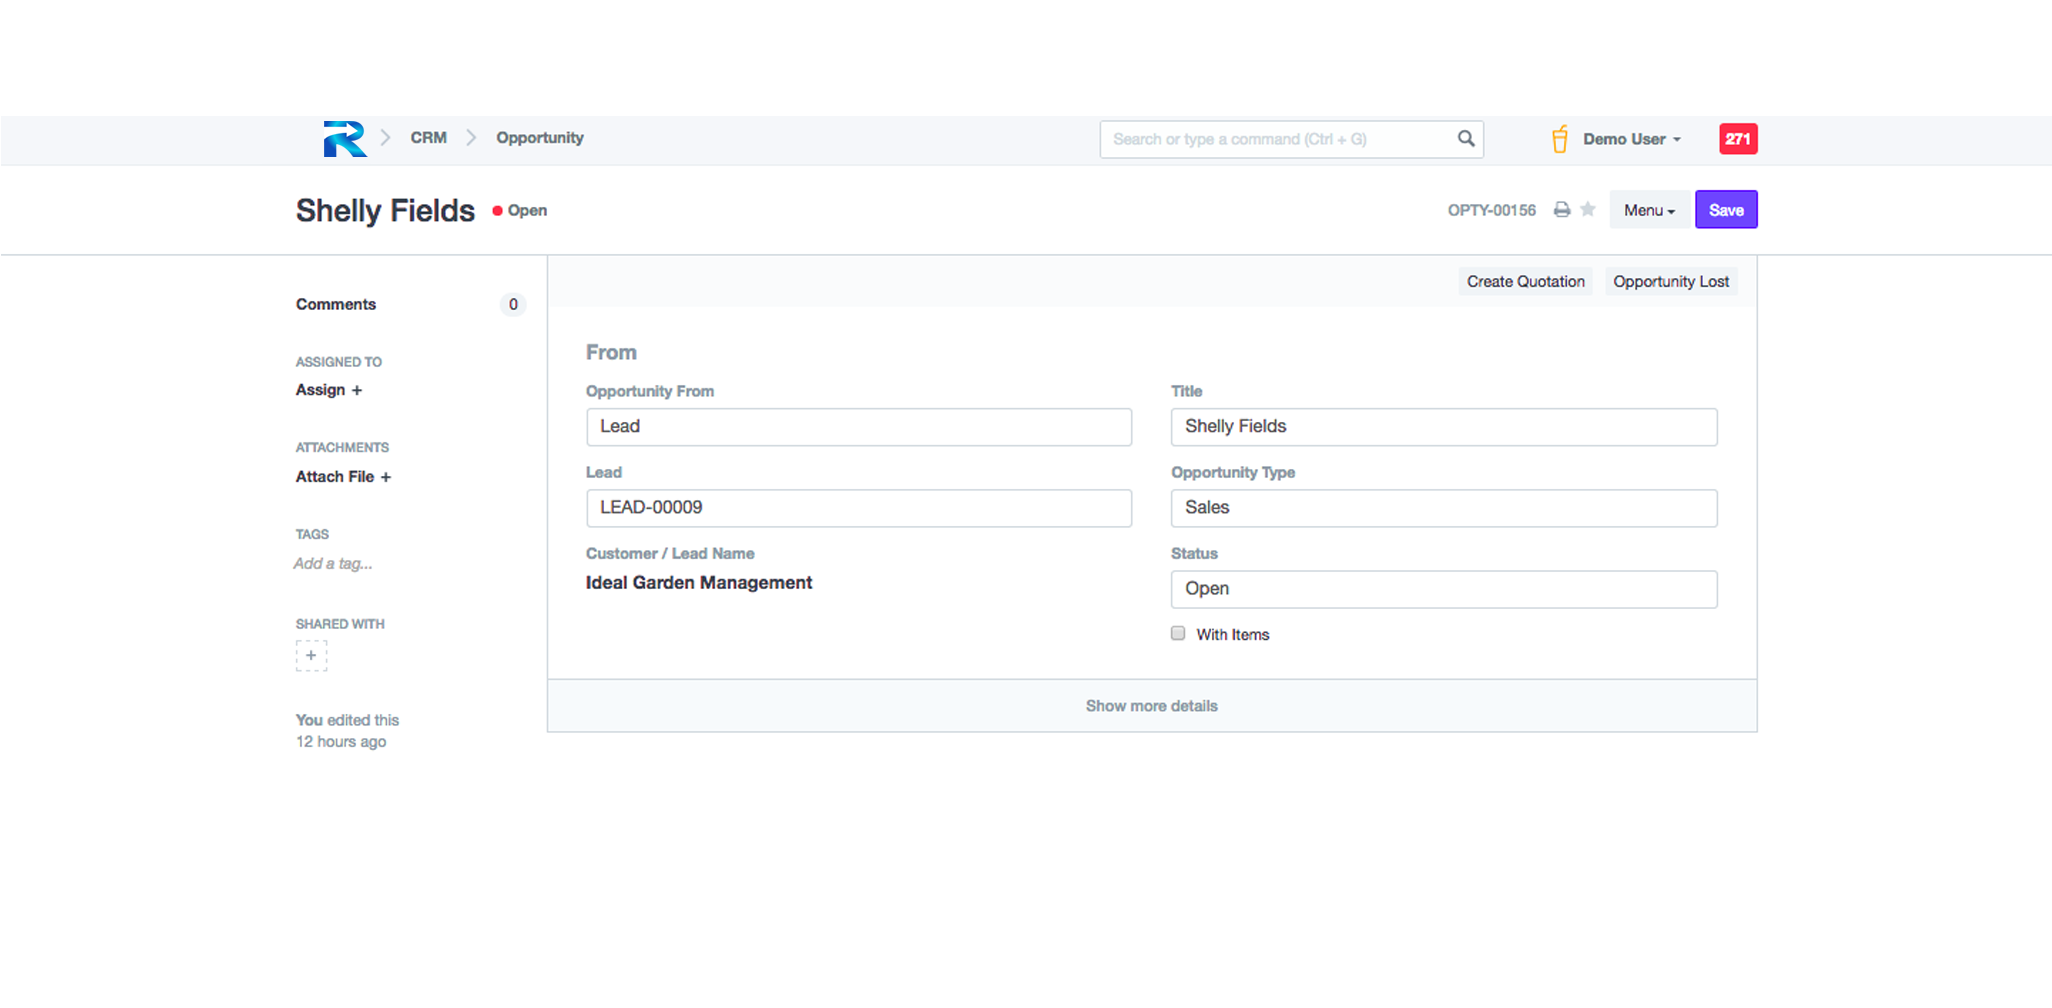 CRM Opportunity
Search or type a command (Ctrl + G)
Demo User
271
Shelly Fields
Open
OPTY-00156
Menu
Save
Comments 0
ASSIGNED TO
Assign +
ATTACHMENTS
Attach File +
TAGS
Add a tag...
SHARED WITH
+
You edited this
12 hours ago
Create Quotation
Opportunity Lost
From
Opportunity From
Lead
Lead
LEAD-00009
Customer / Lead Name
Ideal Garden Management
Title
Shelly Fields
Opportunity Type
Sales
Status
Open
With Items
Show more details